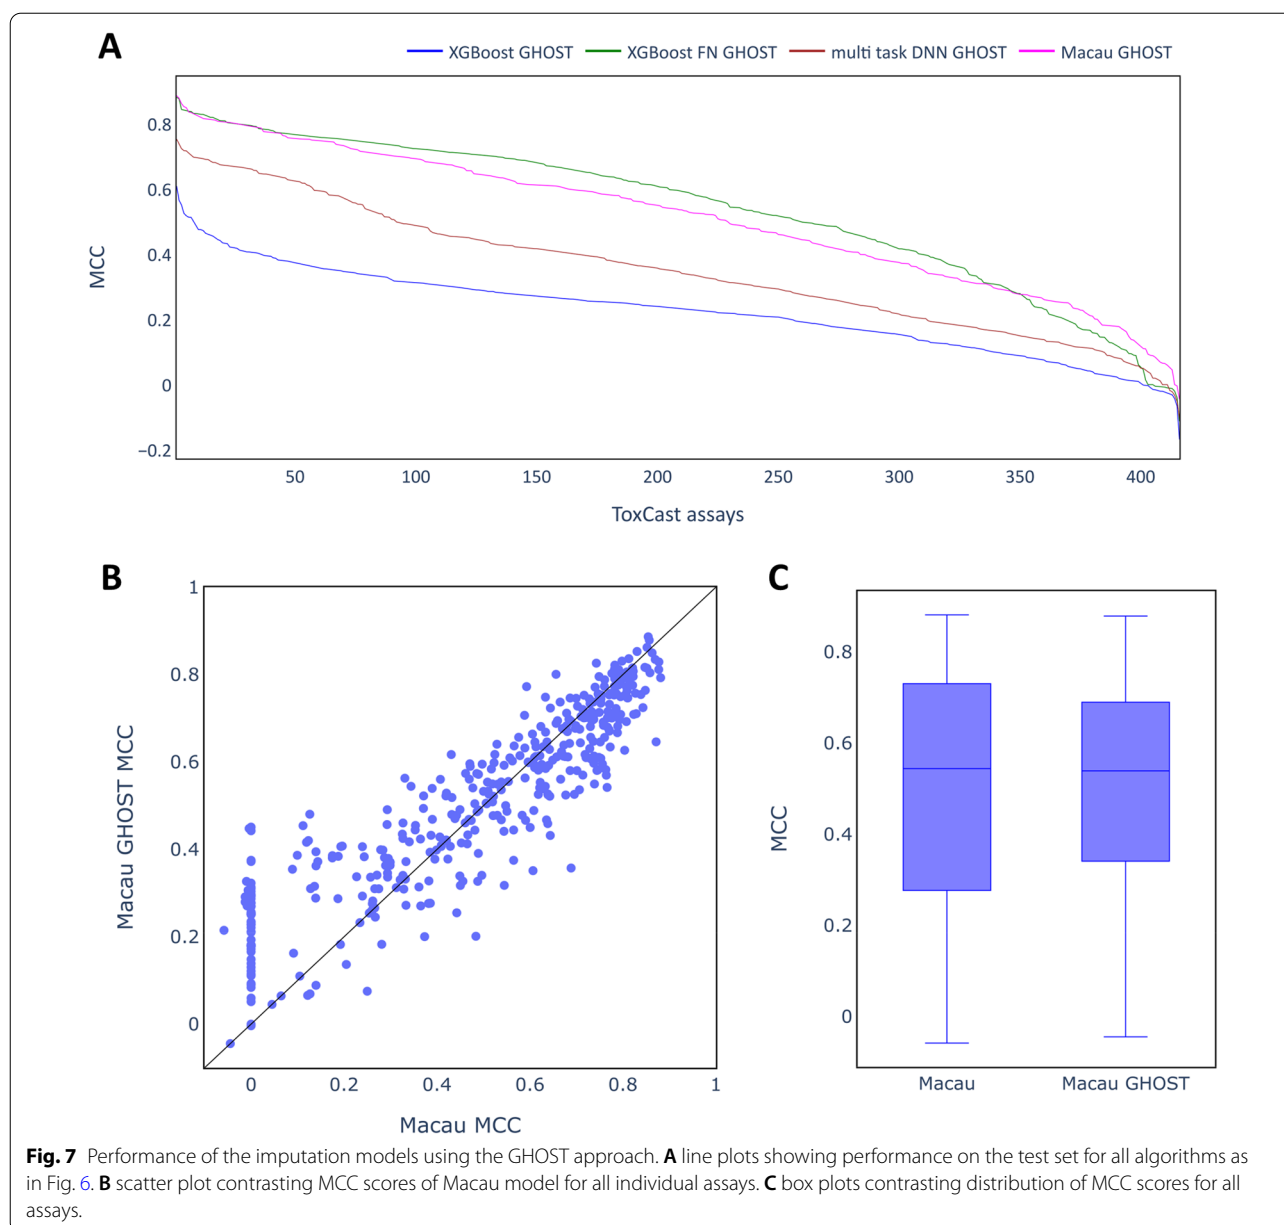 A
XGBoost GHOST XGBoost FN GHOST multi task DNN GHOST Macau GHOST
0.8
0.6
0.4
0.2
0
−0.2
MCC
50 100 150 200 250 300 350 400
ToxCast assays
B
1
0.8
0.6
0.4
0.2
0
Macau GHOST MCC
0 0.2 0.4 0.6 0.8 1
Macau MCC
C
0.8
0.6
0.4
0.2
0
MCC
Macau Macau GHOST
Fig. 7 Performance of the imputation models using the GHOST approach. A line plots showing performance on the test set for all algorithms as
in Fig. 6. B scatter plot contrasting MCC scores of Macau model for all individual assays. C box plots contrasting distribution of MCC scores for all
assays.